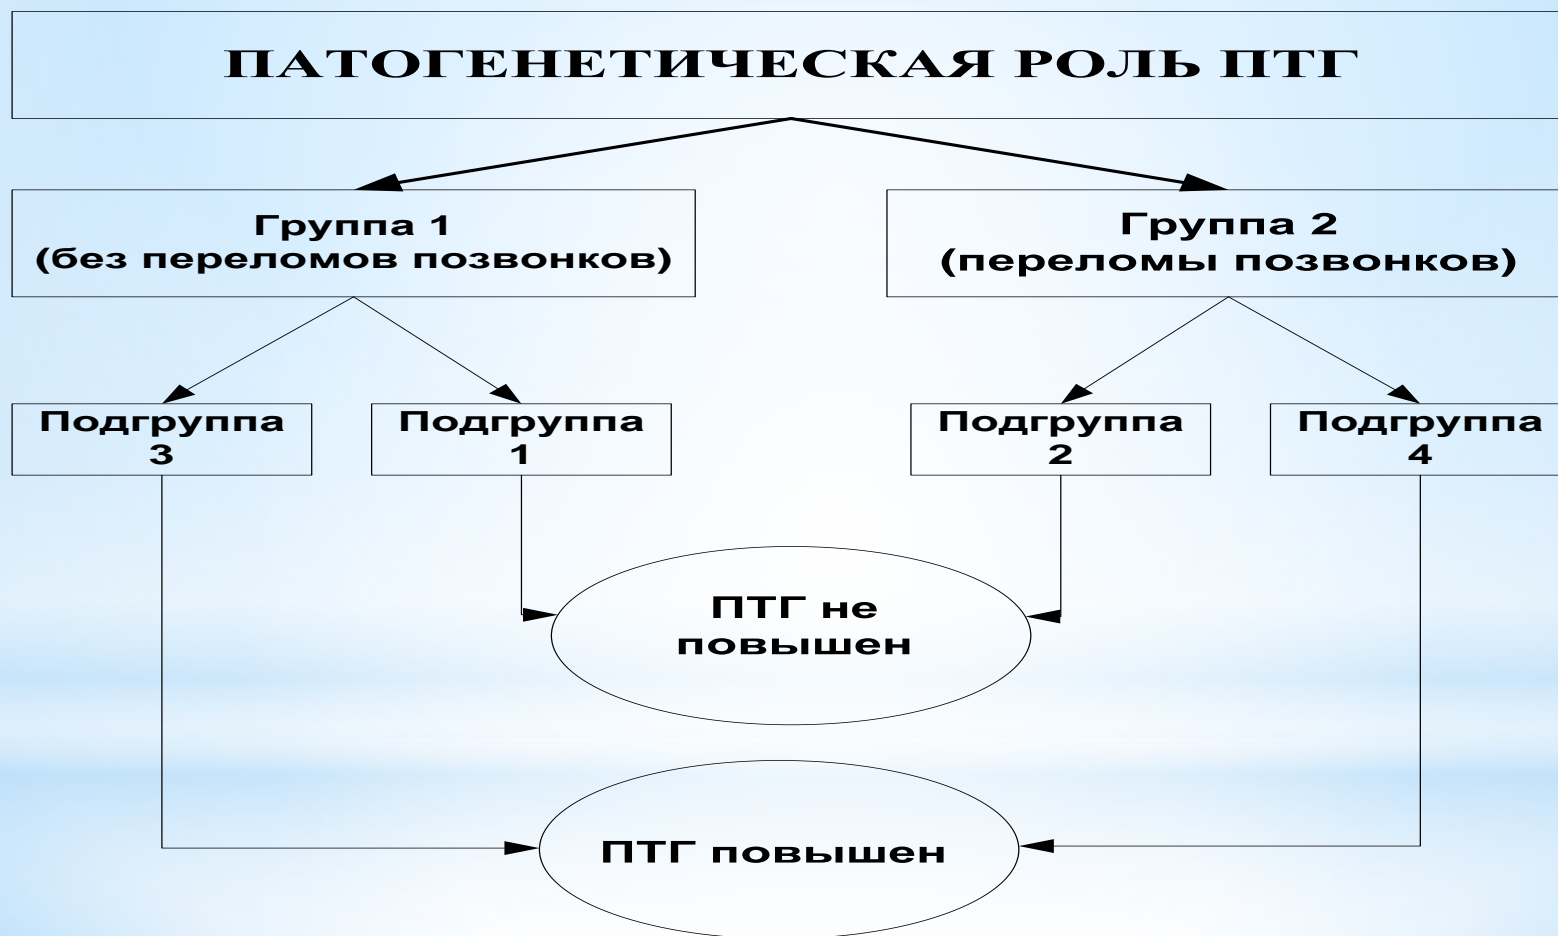 ПАТОГЕНЕТИЧЕСКАЯ РОЛЬ ПТГ
Группа 1
(без переломов позвонков)
Группа 2
(переломы позвонков)
Подгруппа
3
Подгруппа
1
Подгруппа
2
Подгруппа
4
ПТГ не
повышен
ПТГ повышен